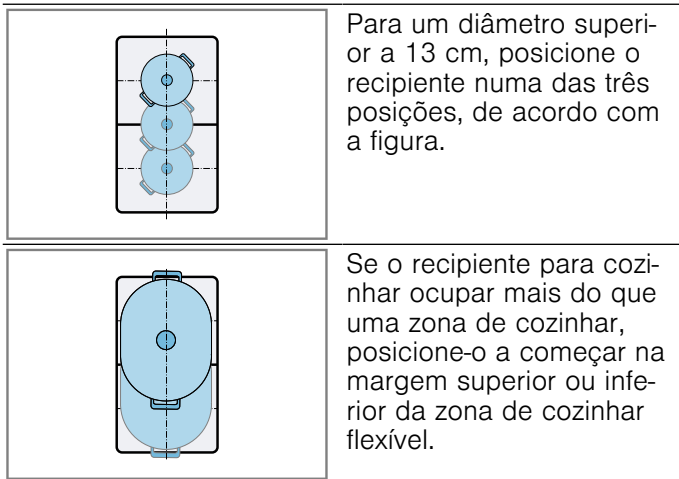 Para um diâmetro superi-
or a 13 cm, posicione o
recipiente numa das três
posições, de acordo com
a figura.
Se o recipiente para cozi-
nhar ocupar mais do que
uma zona de cozinhar,
posicione-o a começar na
margem superior ou infe-
rior da zona de cozinhar
flexível.